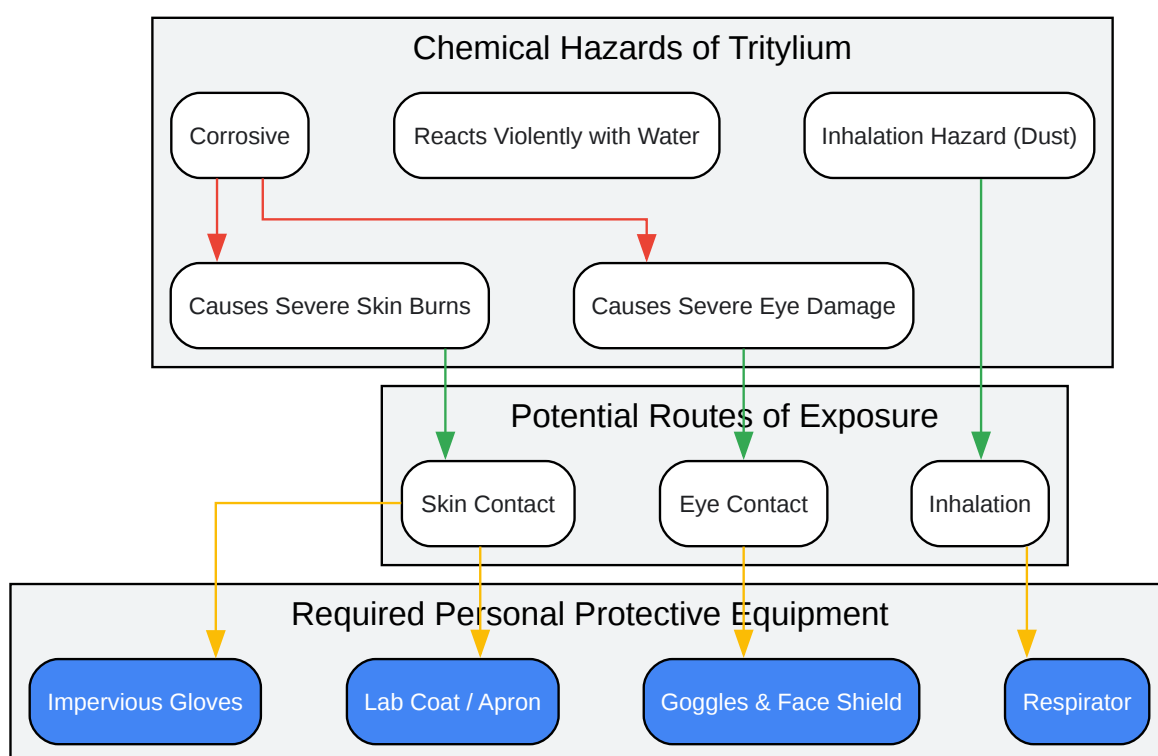 Chemical Hazards of Tritylium
Corrosive
Reacts Violently with Water
Inhalation Hazard (Dust)
Causes Severe Skin Burns
Causes Severe Eye Damage
Potential Routes of Exposure
Skin Contact
Eye Contact
Inhalation
Required Personal Protective Equipment
Impervious Gloves
Lab Coat / Apron
Goggles & Face Shield
Respirator